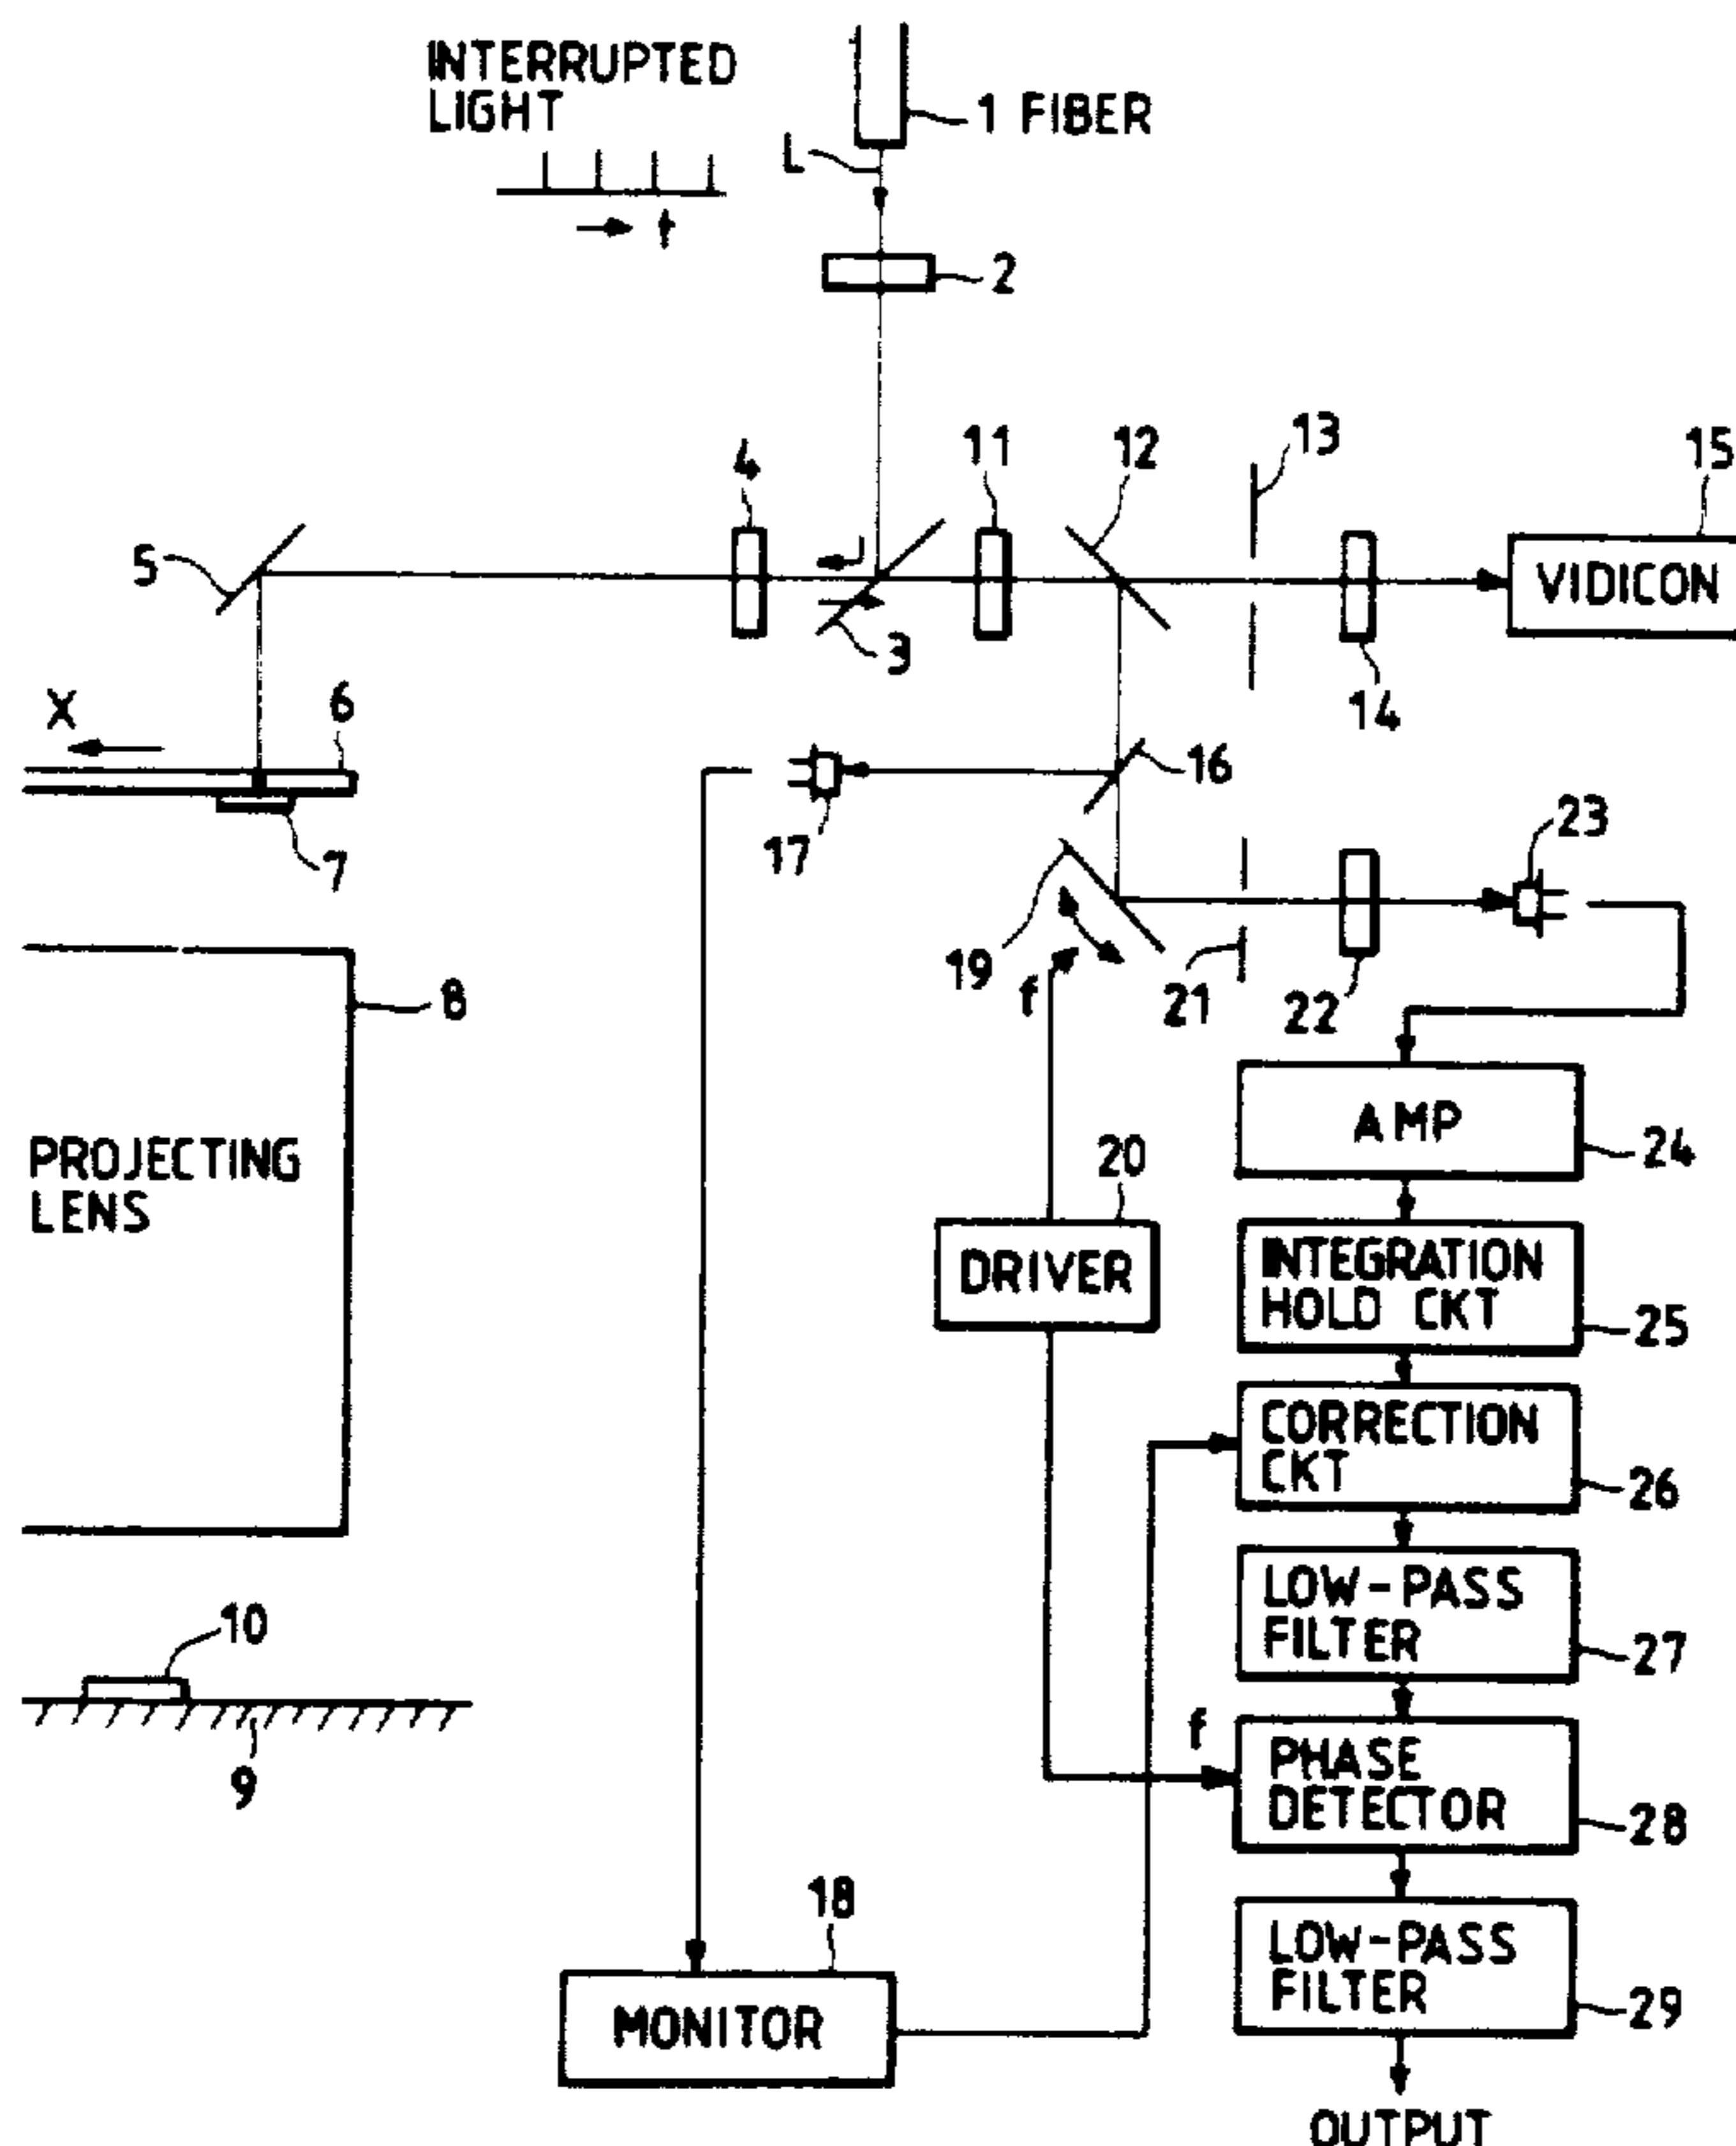 INTERRUPTED
LIGHT
t
1 FIBER
L
2
4
11
12
13
15
VIDICON
5
3
14
X
6
7
16
17
23
19
f
21
22
8
PROJECTING
LENS
AMP
24
20
DRIVER
INTEGRATION
HOLD CKT
25
CORRECTION
CKT
26
LOW-PASS
FILTER
27
10
9
f
PHASE
DETECTOR
28
18
MONITOR
LOW-PASS
FILTER
29
OUTPUT